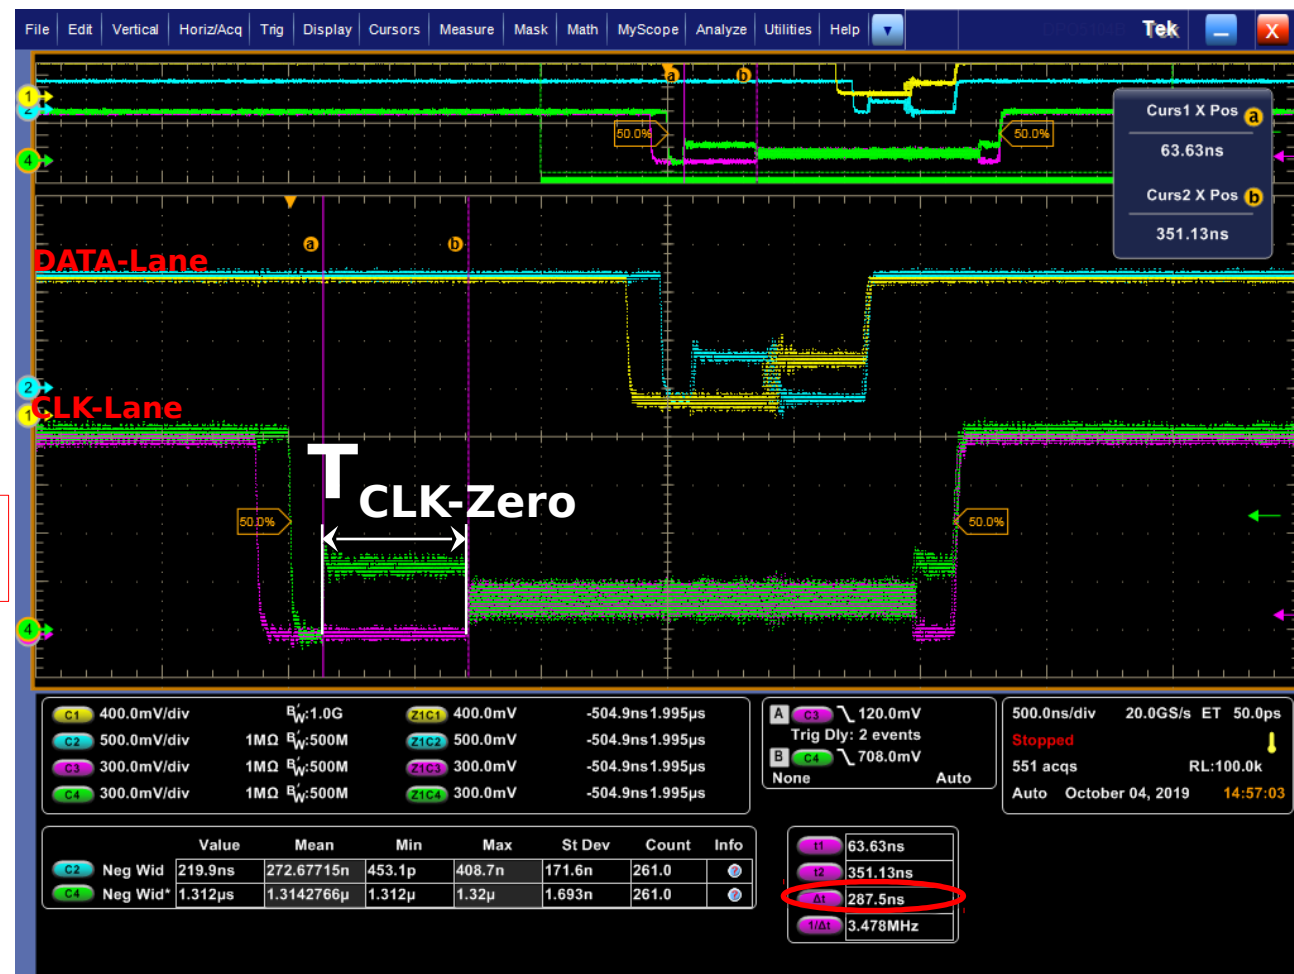 File Edit Vertical Horiz/Acq Trig Display Cursors Measure Mask Math MyScope Analyze Utilities Help Tek X
a b
1
2
Curs1 X Pos a
50.0% 50.0%
63.63ns
4
Curs2 X Pos b
351.13ns
a b
DATA-Lane
2
CLK-Lane
1
T CLK-Zero
50.0% 50.0%
4
C1 400.0mV/div BW:1.0G Z1C1 400.0mV -504.9ns 1.995µs
C2 500.0mV/div 1MΩ BW:500M Z1C2 500.0mV -504.9ns 1.995µs
C3 300.0mV/div 1MΩ BW:500M Z1C3 300.0mV -504.9ns 1.995µs
C4 300.0mV/div 1MΩ BW:500M Z1C4 300.0mV -504.9ns 1.995µs
A C3 120.0mV
Trig Dly: 2 events
B C4 708.0mV
None Auto
500.0ns/div 20.0GS/s ET 50.0ps
Stopped
551 acqs RL:100.0k
Auto October 04, 2019 14:57:03
Value Mean Min Max St Dev Count Info
C2 Neg Wid 219.9ns 272.67715n 453.1p 408.7n 171.6n 261.0
C4 Neg Wid* 1.312µs 1.3142766µ 1.312µ 1.32µ 1.693n 261.0
t1 63.63ns
t2 351.13ns
Δt 287.5ns
1/Δt 3.478MHz